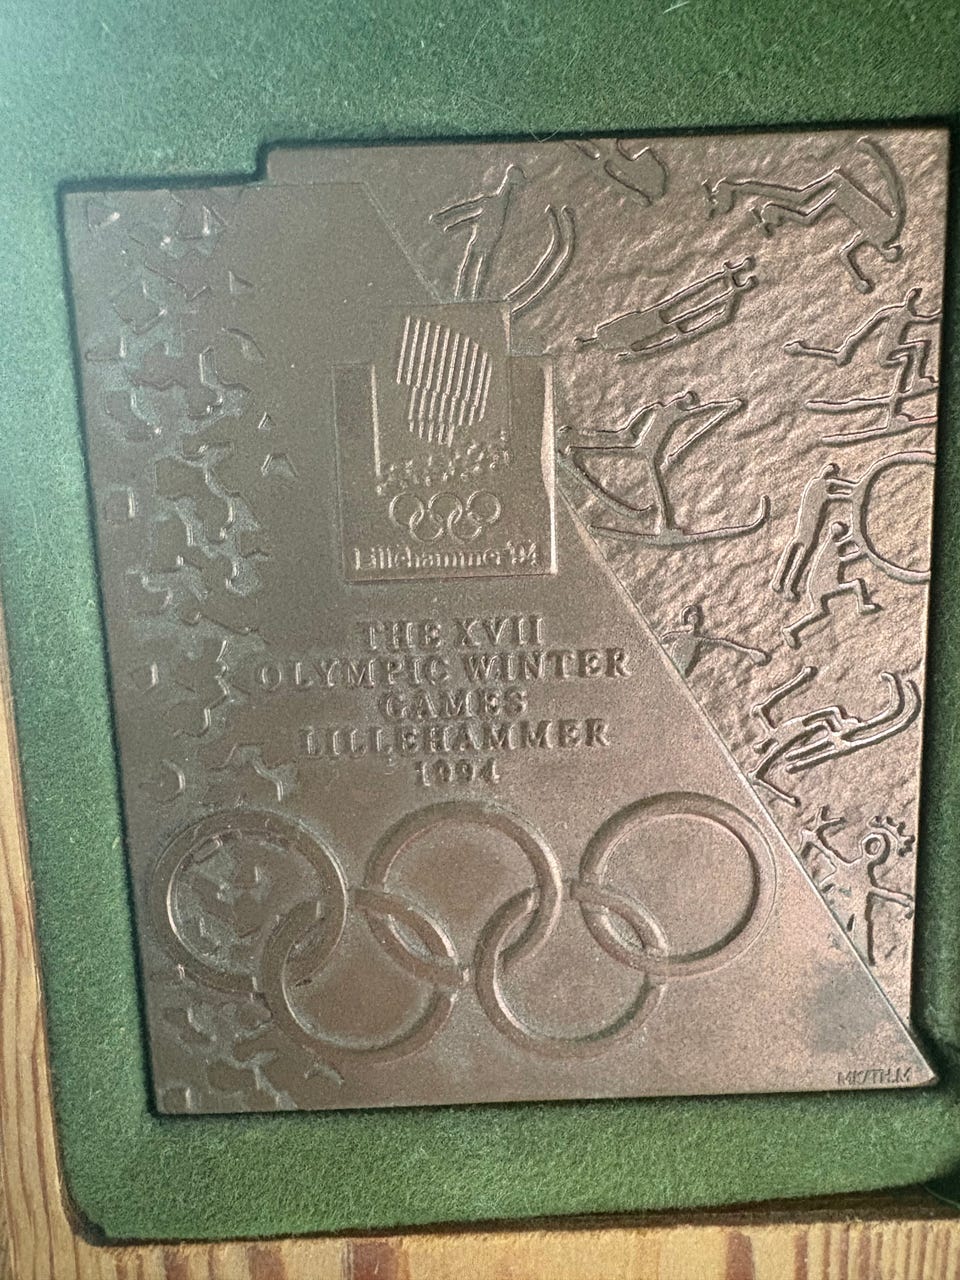 Lillehammer '94
THE XVII
OLYMPIC WINTER
GAMES
LILLEHAMMER
1994
MK/TH.M